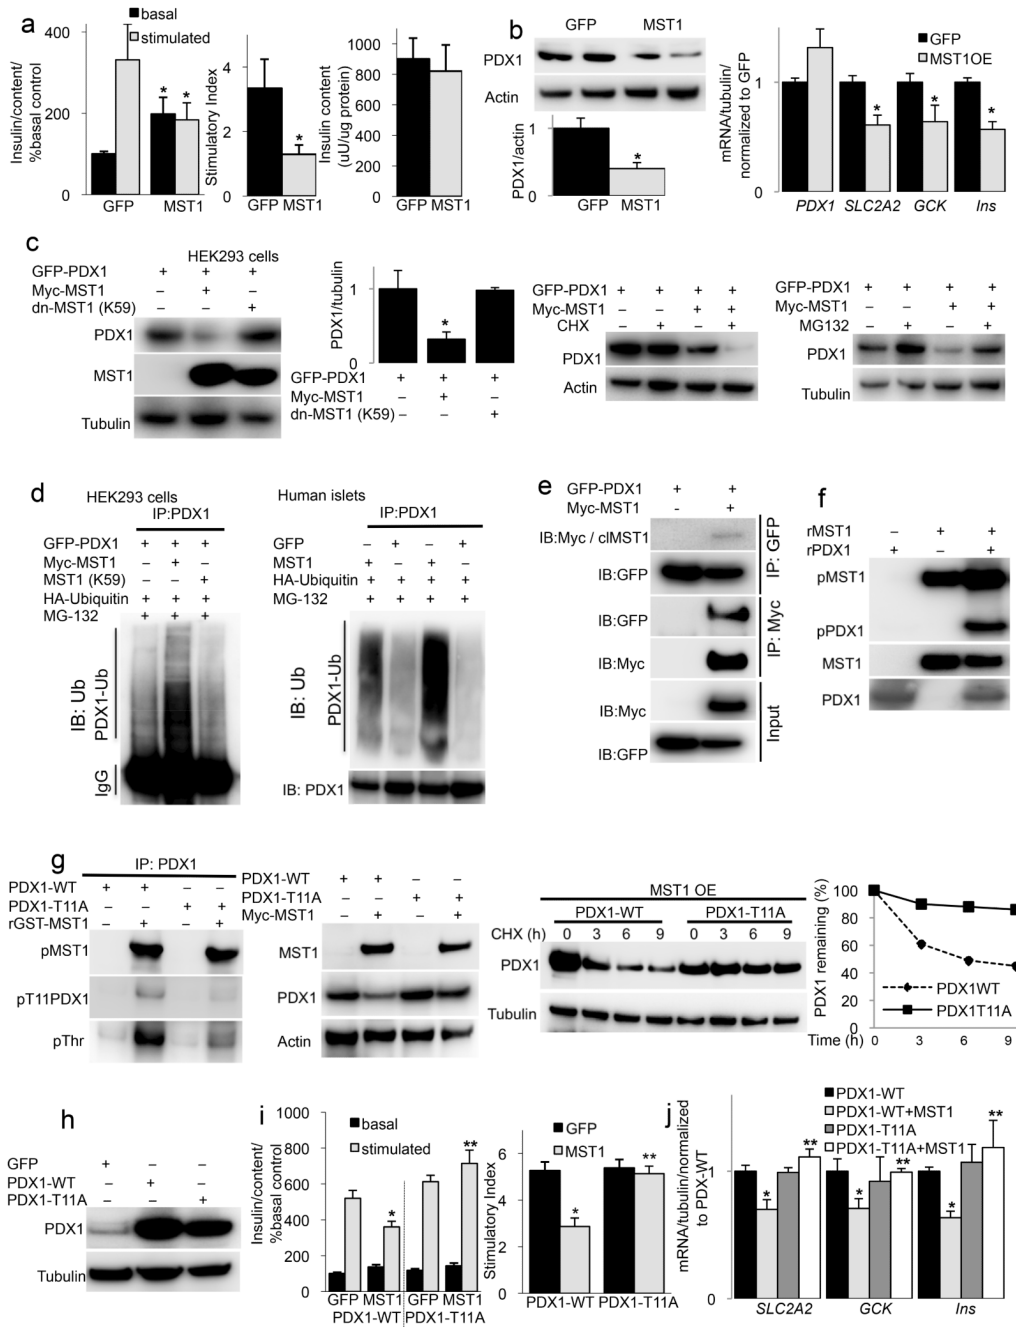 a
basal
stimulated
Insulin/content/
%basal control
400
200
0
GFP
MST1
*
*
Stimulatory Index
4
2
0
*
GFP MST1
Insulin content
(uU/ug protein)
1000
800
600
400
200
0
GFP MST1
b
GFP
MST1
PDX1
Actin
PDX1/actin
1
0
*
GFP MST1
GFP
MST1OE
mRNA/tubulin/
normalized to GFP
1
0
*
*
*
PDX1 SLC2A2 GCK Ins
c
HEK293 cells
GFP-PDX1 + + +
Myc-MST1 – + –
dn-MST1 (K59) – – +
PDX1
MST1
Tubulin
PDX1/tubulin
1
0
*
GFP-PDX1 + + +
Myc-MST1 – + –
dn-MST1 (K59) – – +
GFP-PDX1 + + + +
Myc-MST1 – – + +
CHX – + – +
PDX1
Actin
GFP-PDX1 + + + +
Myc-MST1 – – + +
MG132 – + – +
PDX1
Tubulin
d
HEK293 cells
IP:PDX1
GFP-PDX1 + + +
Myc-MST1 – + –
MST1 (K59) – – +
HA-Ubiquitin + + +
MG-132 + + +
IB: Ub
PDX1-Ub
IgG
Human islets
IP:PDX1
GFP – + – +
MST1 + – + –
HA-Ubiquitin + + + +
MG-132 + + + +
IB: Ub
PDX1-Ub
IB: PDX1
e
GFP-PDX1 + +
Myc-MST1 - +
IB:Myc / clMST1
IB:GFP
IP: GFP
IB:GFP
IB:Myc
IP: Myc
IB:Myc
IB:GFP
Input
f
rMST1 – + +
rPDX1 + – +
pMST1
pPDX1
MST1
PDX1
g
IP: PDX1
PDX1-WT + + – –
PDX1-T11A – – + +
rGST-MST1 – + – +
pMST1
pT11PDX1
pThr
PDX1-WT + + – –
PDX1-T11A – – + +
Myc-MST1 – + – +
MST1
PDX1
Actin
MST1 OE
PDX1-WT PDX1-T11A
CHX (h) 0 3 6 9 0 3 6 9
PDX1
Tubulin
PDX1 remaining (%)
100
80
60
40
20
0
PDX1WT
PDX1T11A
Time (h) 0 3 6 9
h
GFP + – –
PDX1-WT – + –
PDX1-T11A – – +
PDX1
Tubulin
i
basal
stimulated
Insulin/content/
%basal control
1000
800
600
400
200
0
*
**
GFP MST1 GFP MST1
PDX1-WT PDX1-T11A
GFP
MST1
Stimulatory Index
6
4
2
0
*
**
PDX1-WT PDX1-T11A
j
PDX1-WT
PDX1-WT+MST1
PDX1-T11A
PDX1-T11A+MST1
mRNA/tubulin/normalized
to PDX-WT
1
0
*
**
*
**
*
**
SLC2A2 GCK Ins